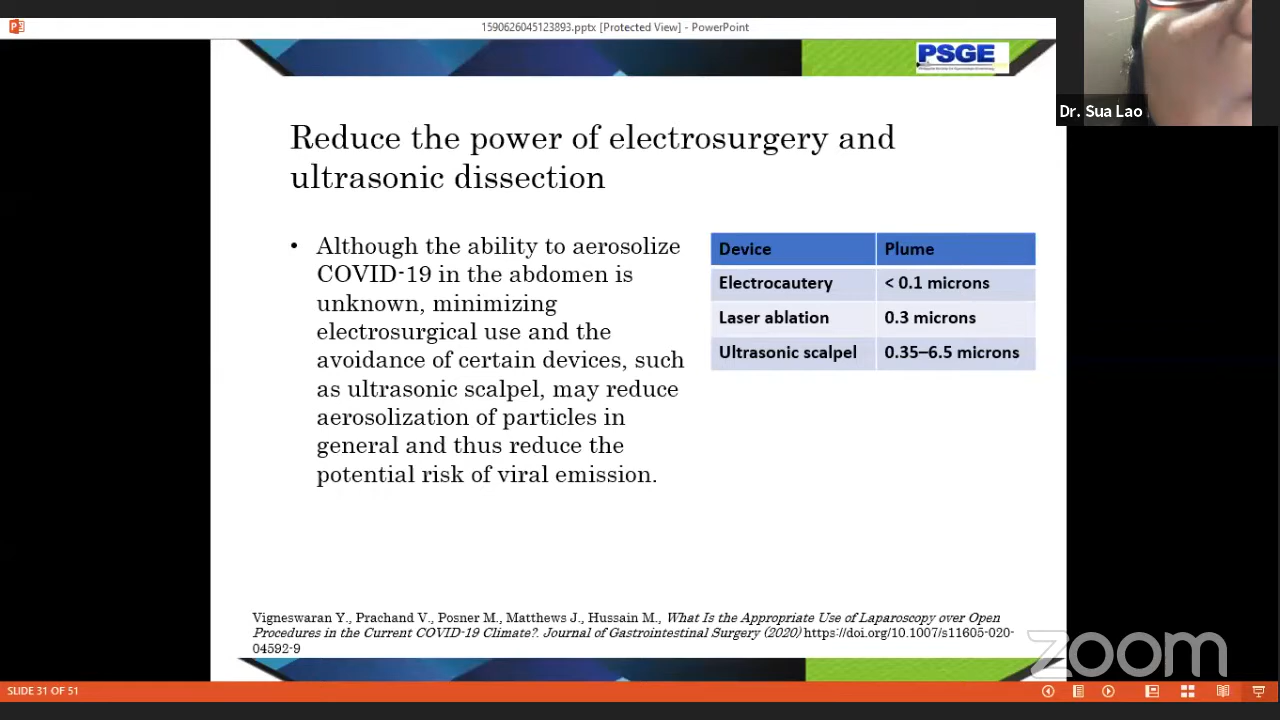 1590626045123893.pptx [Protected View] - PowerPoint
PSGE
Dr. Sua Lao
Reduce the power of electrosurgery and
ultrasonic dissection
• Although the ability to aerosolize
COVID-19 in the abdomen is
unknown, minimizing
electrosurgical use and the
avoidance of certain devices, such
as ultrasonic scalpel, may reduce
aerosolization of particles in
general and thus reduce the
potential risk of viral emission.
Device Plume
Electrocautery < 0.1 microns
Laser ablation 0.3 microns
Ultrasonic scalpel 0.35–6.5 microns
Vigneswaran Y., Prachand V., Posner M., Matthews J., Hussain M., What Is the Appropriate Use of Laparoscopy over Open
Procedures in the Current COVID-19 Climate?. Journal of Gastrointestinal Surgery (2020) https://doi.org/10.1007/s11605-020-
04592-9
zoom
SLIDE 31 OF 51